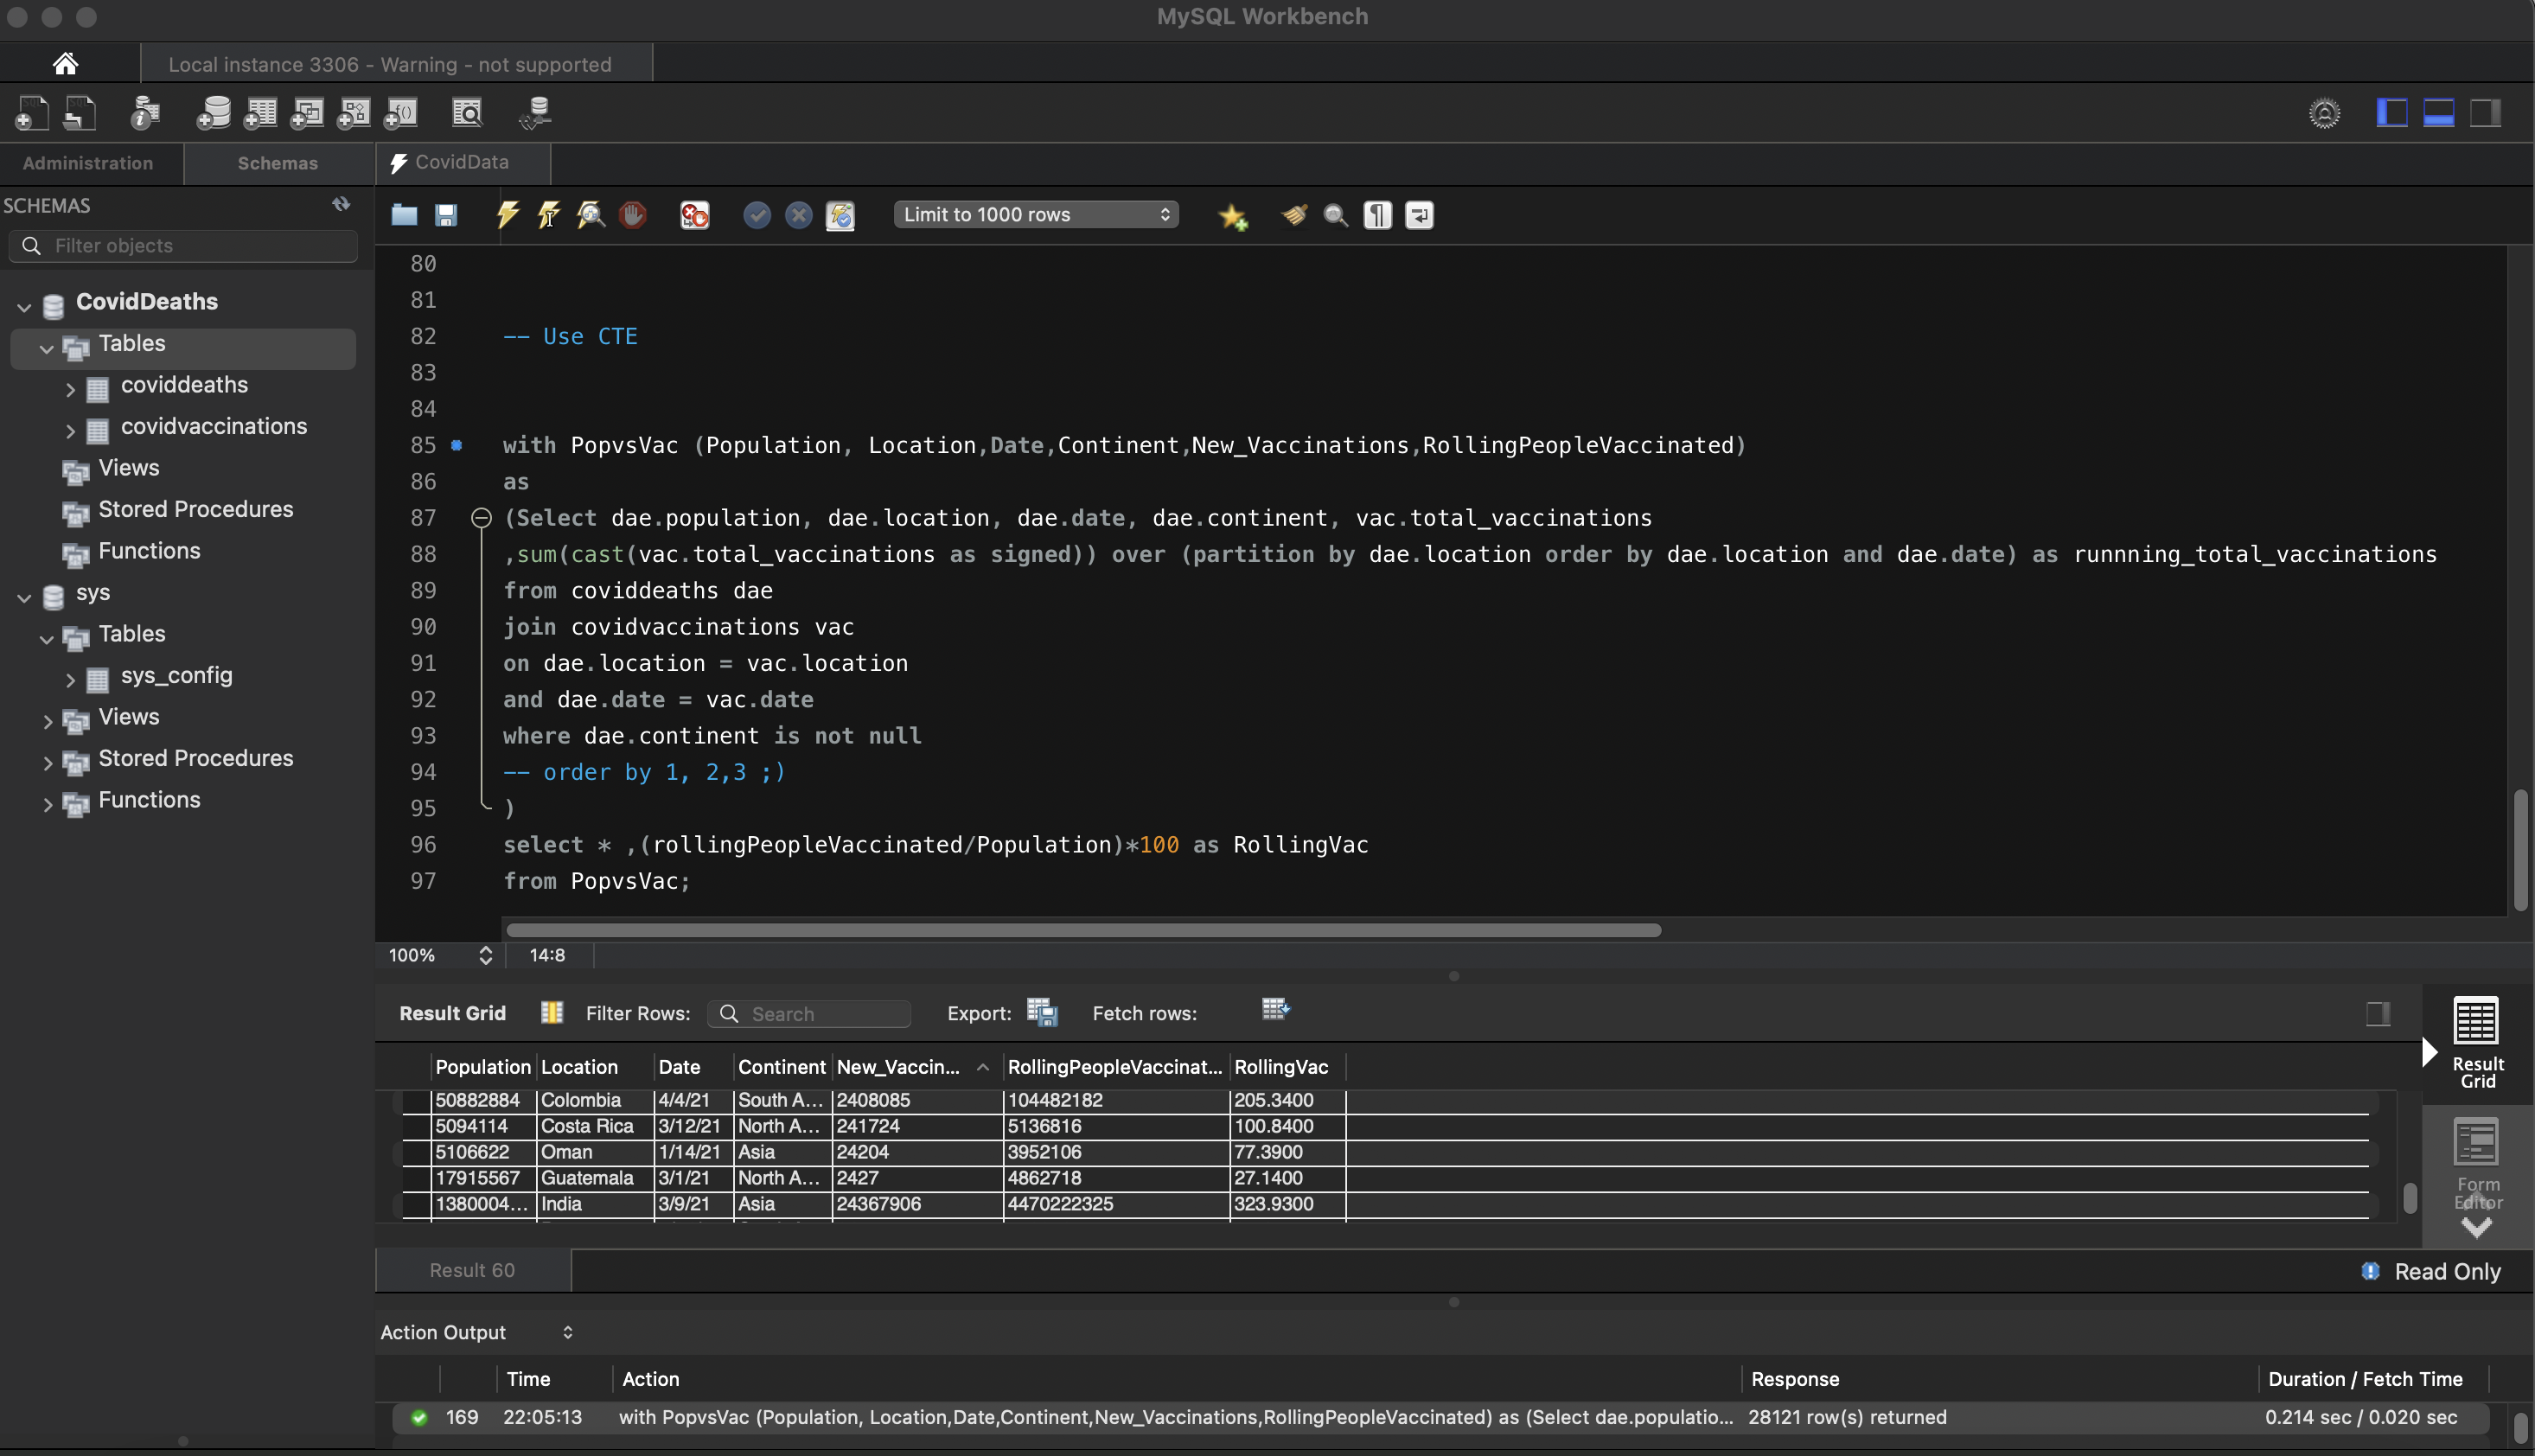 MySQL Workbench
Local instance 3306 - Warning - not supported
Administration
Schemas
CovidData
SCHEMAS
Filter objects
CovidDeaths
Tables
coviddeaths
covidvaccinations
Views
Stored Procedures
Functions
sys
Tables
sys_config
Views
Stored Procedures
Functions
Limit to 1000 rows
80
81
82 -- Use CTE
83
84
85 with PopvsVac (Population, Location,Date,Continent,New_Vaccinations,RollingPeopleVaccinated)
86 as
87 (Select dae.population, dae.location, dae.date, dae.continent, vac.total_vaccinations
88 ,sum(cast(vac.total_vaccinations as signed)) over (partition by dae.location order by dae.location and dae.date) as runnning_total_vaccinations
89 from coviddeaths dae
90 join covidvaccinations vac
91 on dae.location = vac.location
92 and dae.date = vac.date
93 where dae.continent is not null
94 -- order by 1, 2,3 ;)
95 )
96 select * ,(rollingPeopleVaccinated/Population)*100 as RollingVac
97 from PopvsVac;
100% 14:8
Result Grid Filter Rows: Search Export: Fetch rows:
Population Location Date Continent New_Vaccin... RollingPeopleVaccinat... RollingVac
50882884 Colombia 4/4/21 South A... 2408085 104482182 205.3400
5094114 Costa Rica 3/12/21 North A... 241724 5136816 100.8400
5106622 Oman 1/14/21 Asia 24204 3952106 77.3900
17915567 Guatemala 3/1/21 North A... 2427 4862718 27.1400
1380004... India 3/9/21 Asia 24367906 4470222325 323.9300
Result
Grid
Form
Editor
Result 60
Read Only
Action Output
Time Action Response Duration / Fetch Time
169 22:05:13 with PopvsVac (Population, Location,Date,Continent,New_Vaccinations,RollingPeopleVaccinated) as (Select dae.populatio... 28121 row(s) returned 0.214 sec / 0.020 sec